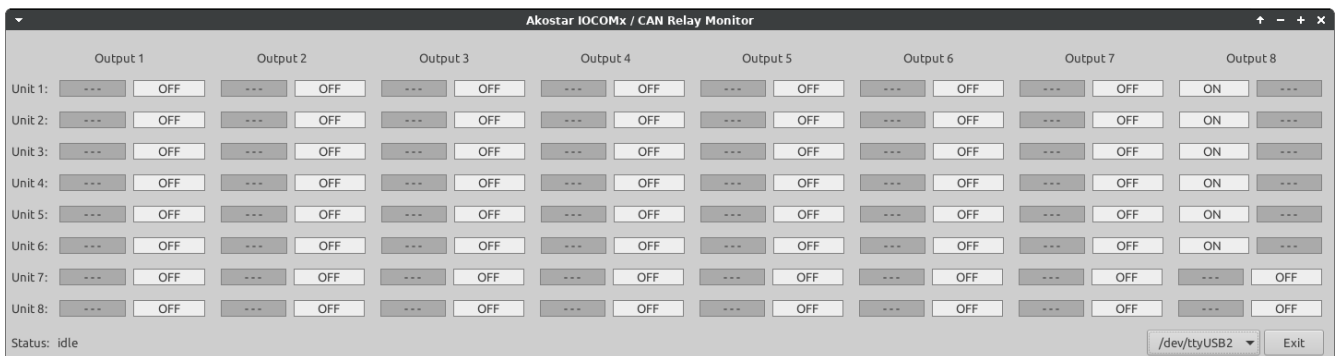 Akostar IOCOMx / CAN Relay Monitor
Output 1 Output 2 Output 3 Output 4 Output 5 Output 6 Output 7 Output 8
Unit 1: --- OFF --- OFF --- OFF --- OFF --- OFF --- OFF --- OFF ON ---
Unit 2: --- OFF --- OFF --- OFF --- OFF --- OFF --- OFF --- OFF ON ---
Unit 3: --- OFF --- OFF --- OFF --- OFF --- OFF --- OFF --- OFF ON ---
Unit 4: --- OFF --- OFF --- OFF --- OFF --- OFF --- OFF --- OFF ON ---
Unit 5: --- OFF --- OFF --- OFF --- OFF --- OFF --- OFF --- OFF ON ---
Unit 6: --- OFF --- OFF --- OFF --- OFF --- OFF --- OFF --- OFF ON ---
Unit 7: --- OFF --- OFF --- OFF --- OFF --- OFF --- OFF --- OFF --- OFF
Unit 8: --- OFF --- OFF --- OFF --- OFF --- OFF --- OFF --- OFF --- OFF
Status: idle /dev/ttyUSB2 Exit